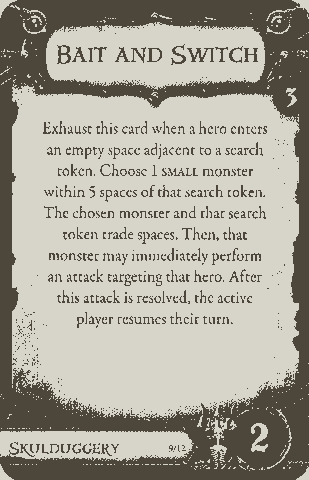 Bait and Switch
3
Exhaust this card when a hero enters
an empty space adjacent to a search
token. Choose 1 small monster
within 5 spaces of that search token.
The chosen monster and that search
token trade spaces. Then, that
monster may immediately perform
an attack targeting that hero. After
this attack is resolved, the active
player resumes their turn.
Skulduggery
9/12
2